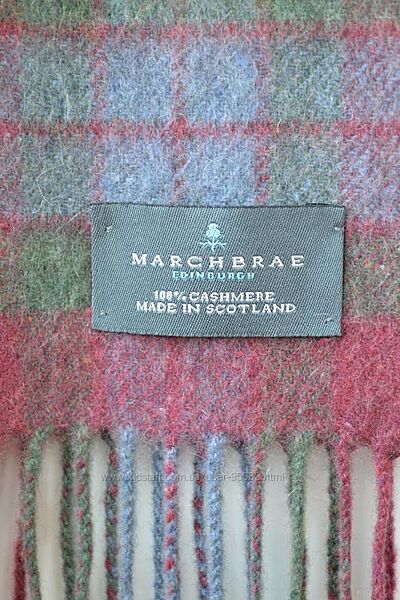 MARCHBRAE
EDINBURGH
100% CASHMERE
MADE IN SCOTLAND